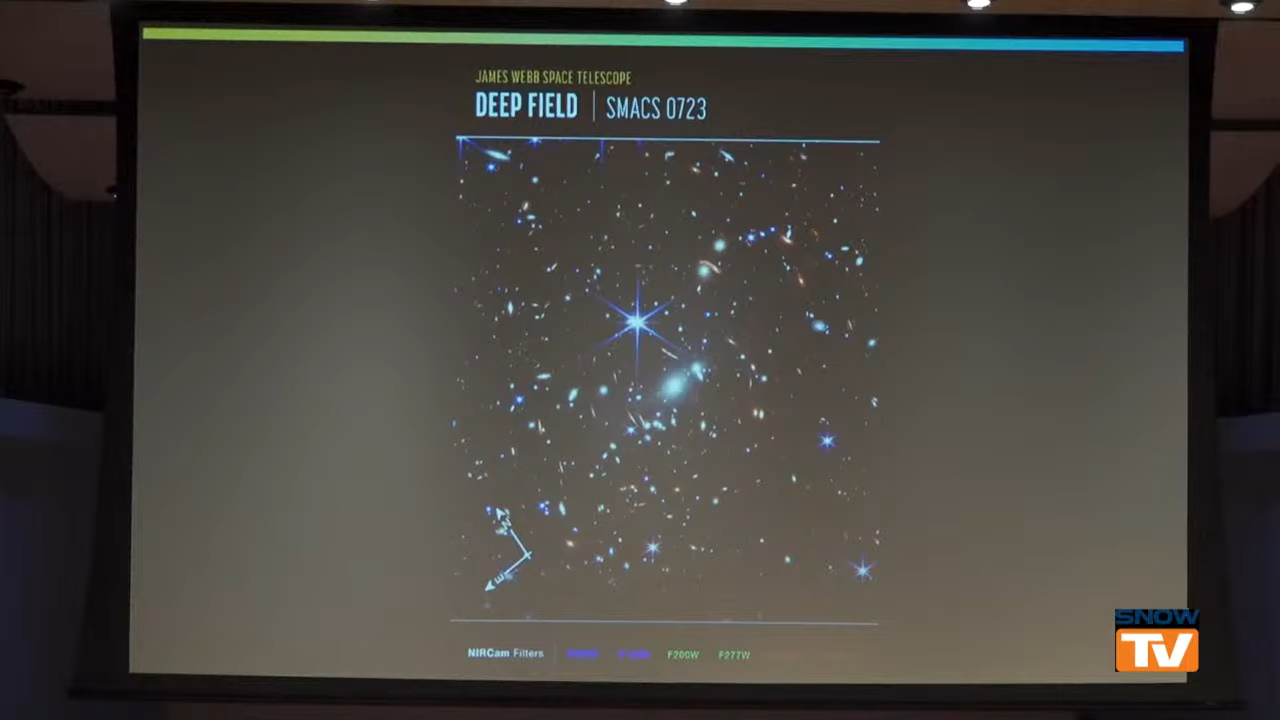 JAMES WEBB SPACE TELESCOPE
DEEP FIELD | SMACS 0723
N
E
NIRCam Filters F200W F277W
SNOW
TV